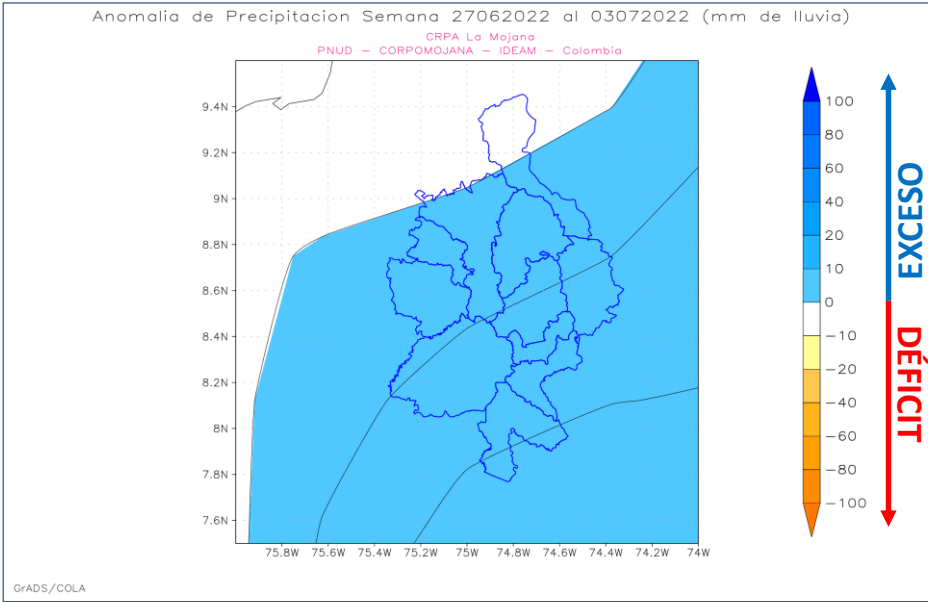 Anomalia de Precipitacion Semana 27062022 al 03072022 (mm de lluvia)
CRPA La Mojana
PNUD – CORPOMOJANA – IDEAM – Colombia
9.4N
9.2N
9N
8.8N
8.6N
8.4N
8.2N
8N
7.8N
7.6N
75.8W 75.6W 75.4W 75.2W 75W 74.8W 74.6W 74.4W 74.2W 74W
100
80
60
40
20
10
0
−10
−20
−40
−60
−80
−100
EXCESO
DÉFICIT
GrADS/COLA